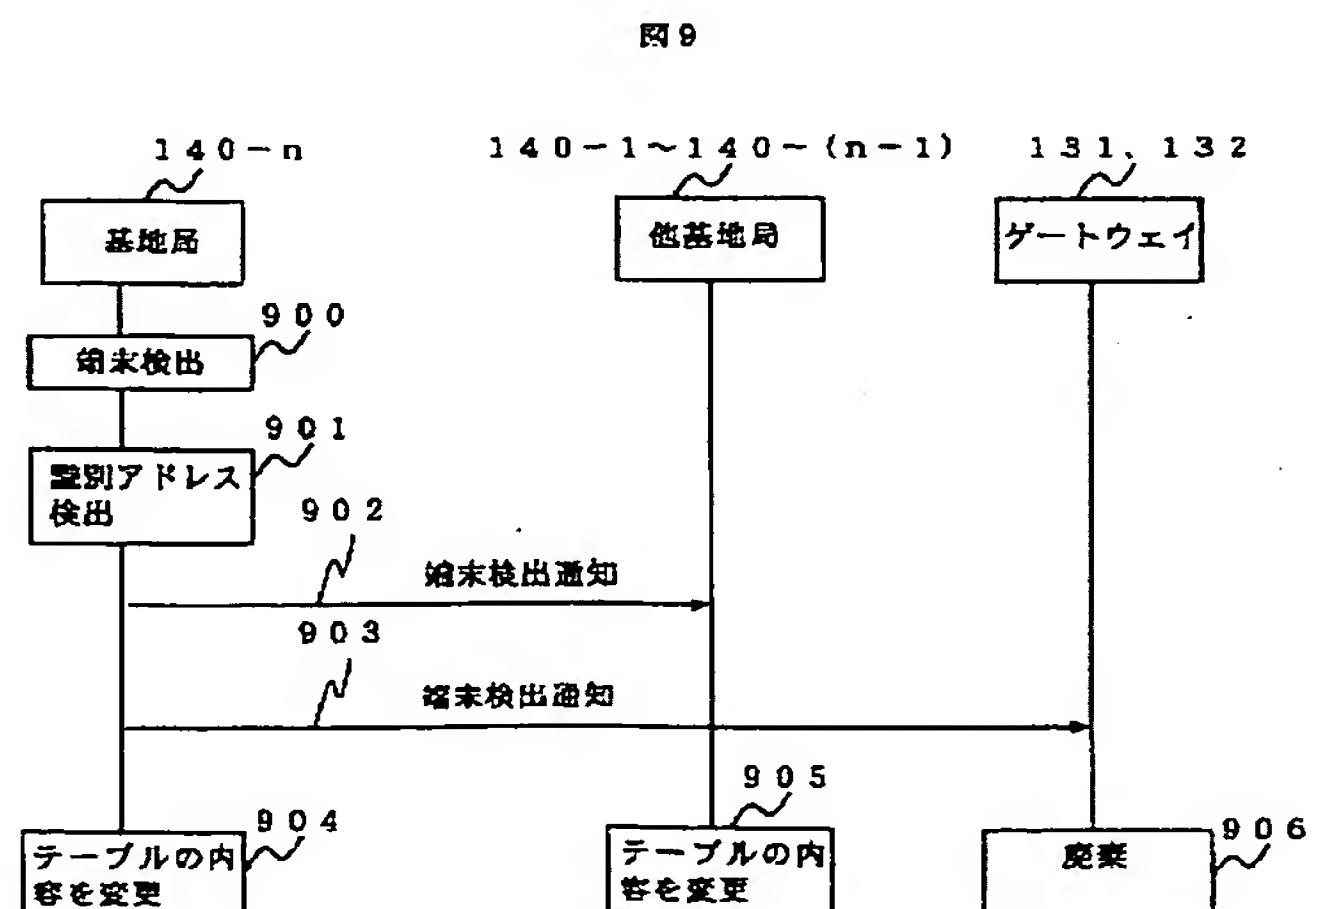 図9
140-n
140-1~140-(n-1)
131、132
基地局
他基地局
ゲートウェイ
900
端末検出
901
識別アドレス
検出
902
端末検出通知
903
端末検出通知
904
テーブルの内
容を変更
905
テーブルの内
容を変更
906
廃棄